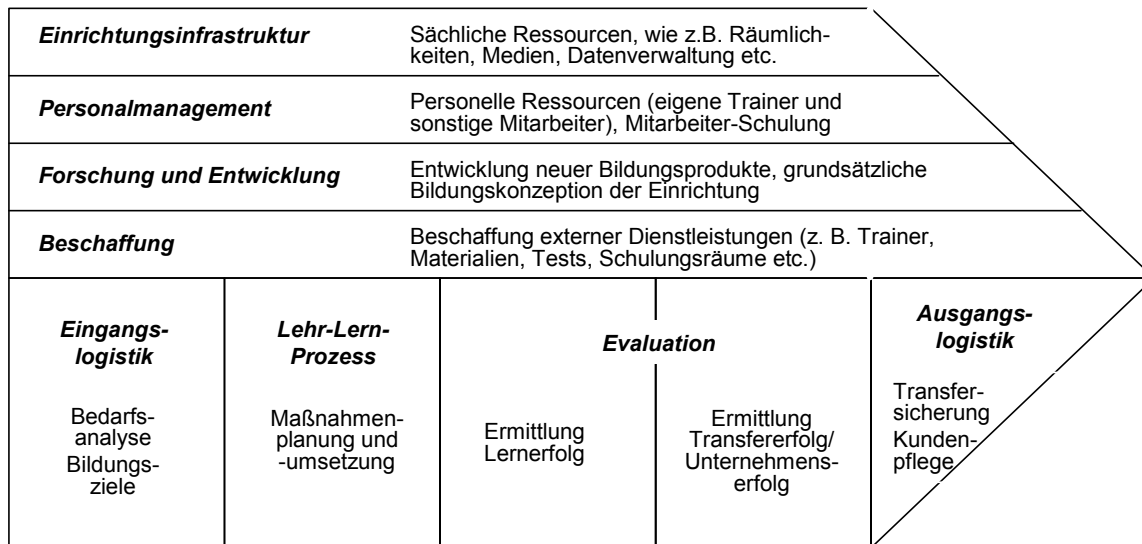 Einrichtungsinfrastruktur
Sächliche Ressourcen, wie z.B. Räumlich-
keiten, Medien, Datenverwaltung etc.
Personalmanagement
Personelle Ressourcen (eigene Trainer und
sonstige Mitarbeiter), Mitarbeiter-Schulung
Forschung und Entwicklung
Entwicklung neuer Bildungsprodukte, grundsätzliche
Bildungskonzeption der Einrichtung
Beschaffung
Beschaffung externer Dienstleistungen (z. B. Trainer,
Materialien, Tests, Schulungsräume etc.)
Eingangs-
logistik
Bedarfs-
analyse
Bildungs-
ziele
Lehr-Lern-
Prozess
Maßnahmen-
planung und
-umsetzung
Evaluation
Ermittlung
Lernerfolg
Ermittlung
Transfererfolg/
Unternehmens-
erfolg
Ausgangs-
logistik
Transfer-
sicherung
Kunden-
pflege